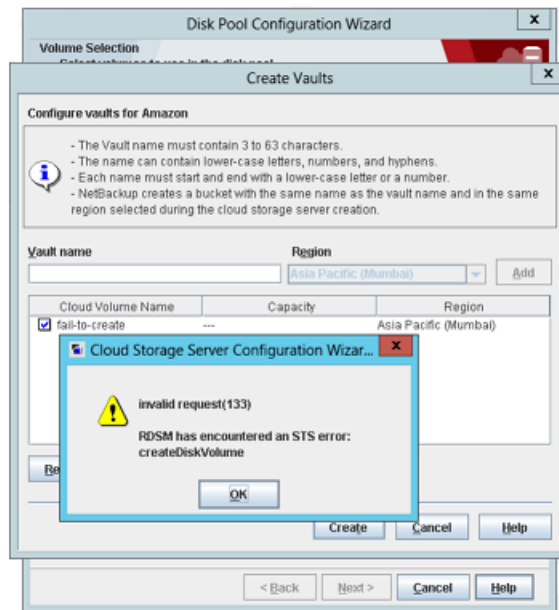 Disk Pool Configuration Wizard
x
Volume Selection
Create Vaults
x
Configure vaults for Amazon
- The Vault name must contain 3 to 63 characters.
- The name can contain lower-case letters, numbers, and hyphens.
- Each name must start and end with a lower-case letter or a number.
- NetBackup creates a bucket with the same name as the vault name and in the same
region selected during the cloud storage server creation.
Vault name
Region
Asia Pacific (Mumbai)
Add
Cloud Volume Name Capacity Region
fail-to-create --- Asia Pacific (Mumbai)
Cloud Storage Server Configuration Wizar...
x
invalid request(133)
RDSM has encountered an STS error:
createDiskVolume
OK
Re
Create Cancel Help
< Back Next > Cancel Help